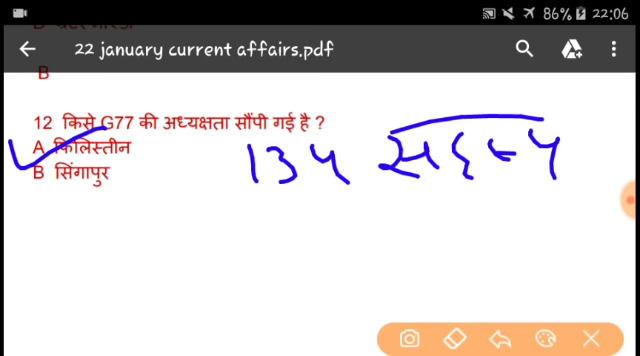 86% 22:06
22 january current affairs.pdf
B
12 किसे G77 की अध्यक्षता सौंपी गई है ?
A फिलिस्तीन
B सिंगापुर
134 सदस्य